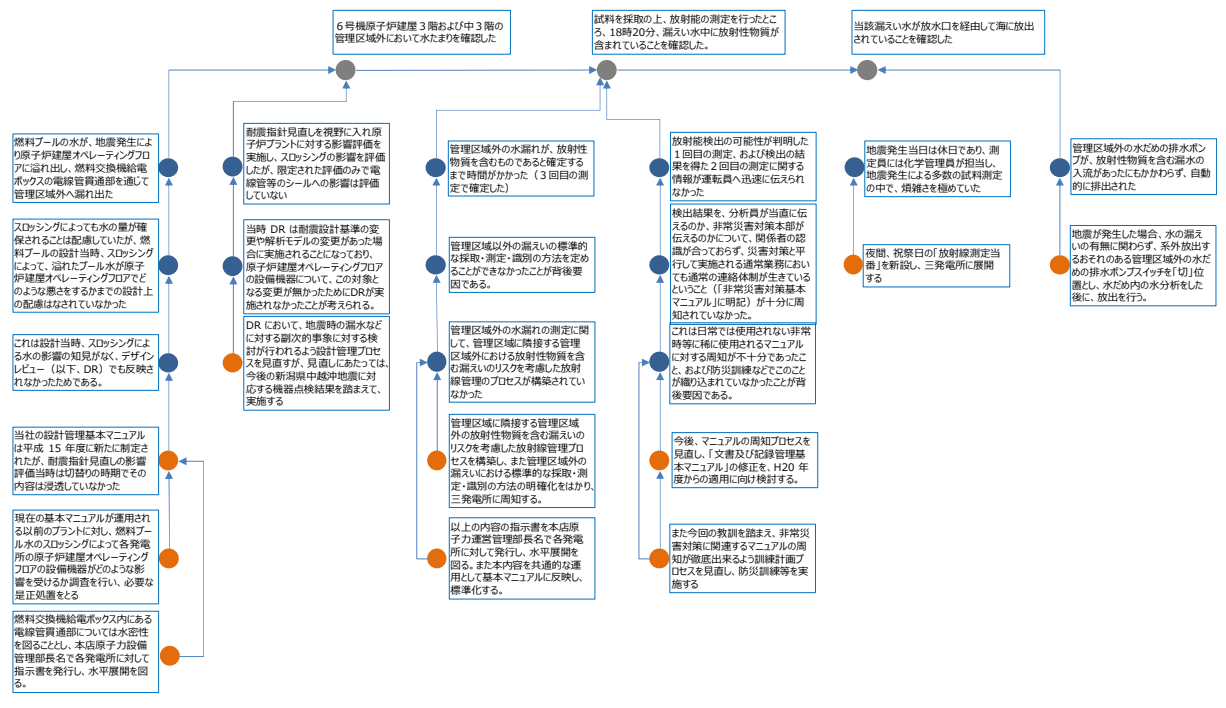 ６号機原子炉建屋３階および中３階の
管理区域外において水たまりを確認した
試料を採取の上、放射能の測定を行ったとこ
ろ、18時20分、漏えい水中に放射性物質が
含まれていることを確認した。
当該漏えい水が放水口を経由して海に放出
されていることを確認した
燃料プールの水が、地震発生によ
り原子炉建屋オペレーティングフロ
アに溢れ出し、燃料交換機給電
ボックスの電線管貫通部を通じて
管理区域外へ漏れ出た
スロッシングによっても水の量が確
保されることは配慮していたが、燃
料プールの設計当時、スロッシング
によって、溢れたプール水が原子
炉建屋オペレーティングフロアでど
のような悪さをするかまでの設計上
の配慮はなされていなかった
これは設計当時、スロッシングによ
る水の影響の知見がなく、デザイン
レビュー（以下、DR）でも反映さ
れなかったためである。
当社の設計管理基本マニュアル
は平成 15 年度に新たに制定さ
れたが、耐震指針見直しの影響
評価当時は切替りの時期でその
内容は浸透していなかった
現在の基本マニュアルが運用され
る以前のプラントに対し、燃料プー
ル水のスロッシングによって各発電
所の原子炉建屋オペレーティング
フロアの設備機器がどのような影
響を受けるか調査を行い、必要な
是正処置をとる
燃料交換機給電ボックス内にある
電線管貫通部については水密性
を図ることとし、本店原子力設備
管理部長名で各発電所に対して
指示書を発行し、水平展開を図
る。
耐震指針見直しを視野に入れ原
子炉プラントに対する影響評価を
実施し、スロッシングの影響を評価
したが、限定された評価のみで電
線管等のシールへの影響は評価
していない
当時 DR は耐震設計基準の変
更や解析モデルの変更があった場
合に実施されることになっており、
原子炉建屋オペレーティングフロア
の設備機器について、この対象と
なる変更が無かったためにDRが実
施されなかったことが考えられる。
DR において、地震時の漏水など
に対する副次的事象に対する検
討が行われるよう設計管理プロセ
スを見直すが、見直しにあたっては、
今後の新潟県中越沖地震に対
応する機器点検結果を踏まえて、
実施する
管理区域外の水漏れが、放射性
物質を含むものであると確定する
まで時間がかかった（３回目の測
定で確定した）
管理区域以外の漏えいの標準的
な採取・測定・識別の方法を定め
ることができなかったことが背後要
因である。
管理区域外の水漏れの測定に関
して、管理区域に隣接する管理
区域外における放射性物質を含
む漏えいのリスクを考慮した放射
線管理のプロセスが構築されてい
なかった
管理区域に隣接する管理区域
外の放射性物質を含む漏えいの
リスクを考慮した放射線管理プロ
セスを構築し、また管理区域外の
漏えいにおける標準的な採取・測
定・識別の方法の明確化をはかり、
三発電所に周知する。
以上の内容の指示書を本店原
子力運営管理部長名で各発電
所に対して発行し、水平展開を
図る。また本内容を共通的な運
用として基本マニュアルに反映し、
標準化する。
放射能検出の可能性が判明した
１回目の測定、および検出の結
果を得た２回目の測定に関する
情報が運転員へ迅速に伝えられ
なかった
検出結果を、分析員が当直に伝
えるのか、非常災害対策本部が
伝えるのかについて、関係者の認
識が合っておらず、災害対策と平
行して実施される通常業務におい
ても通常の連絡体制が生きている
ということ（「非常災害対策基本
マニュアル」に明記）が十分に周
知されていなかった。
これは日常では使用されない非常
時等に稀に使用されるマニュアル
に対する周知が不十分であったこ
と、および防災訓練などでこのこと
が織り込まれていなかったことが背
後要因である。
今後、マニュアルの周知プロセスを
見直し、「文書及び記録管理基
本マニュアル」の修正を、H20 年
度からの適用に向け検討する。
また今回の教訓を踏まえ、非常災
害対策に関連するマニュアルの周
知が徹底出来るよう訓練計画プ
ロセスを見直し、防災訓練等を実
施する
地震発生当日は休日であり、測
定員には化学管理員が担当し、
地震発生による多数の試料測定
の中で、煩雑さを極めていた
夜間、祝祭日の「放射線測定当
番」を新設し、三発電所に展開
する
管理区域外の水だめの排水ポン
プが、放射性物質を含む漏水の
入流があったにもかかわらず、自動
的に排出された
地震が発生した場合、水の漏え
いの有無に関わらず、系外放出す
るおそれのある管理区域外の水だ
めの排水ポンプスイッチを「切」位
置とし、水だめ内の水分析をした
後に、放出を行う。